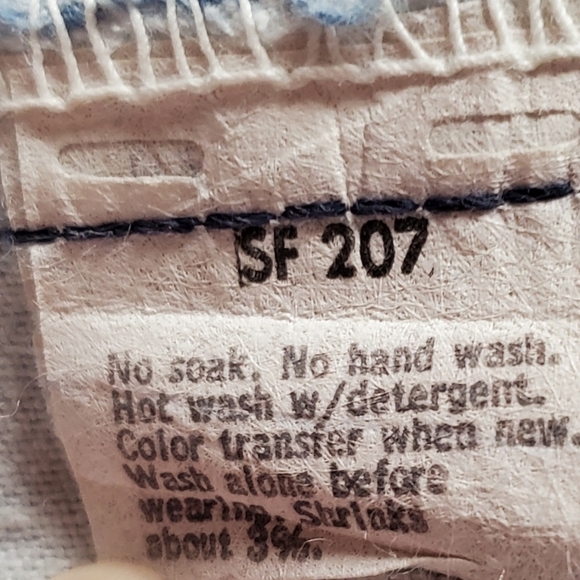 SF 207
No soak. No hand wash.
Hot wash w/detergent.
Color transfer when new.
Wash alone before
wearing. Shrinks
about 3%.